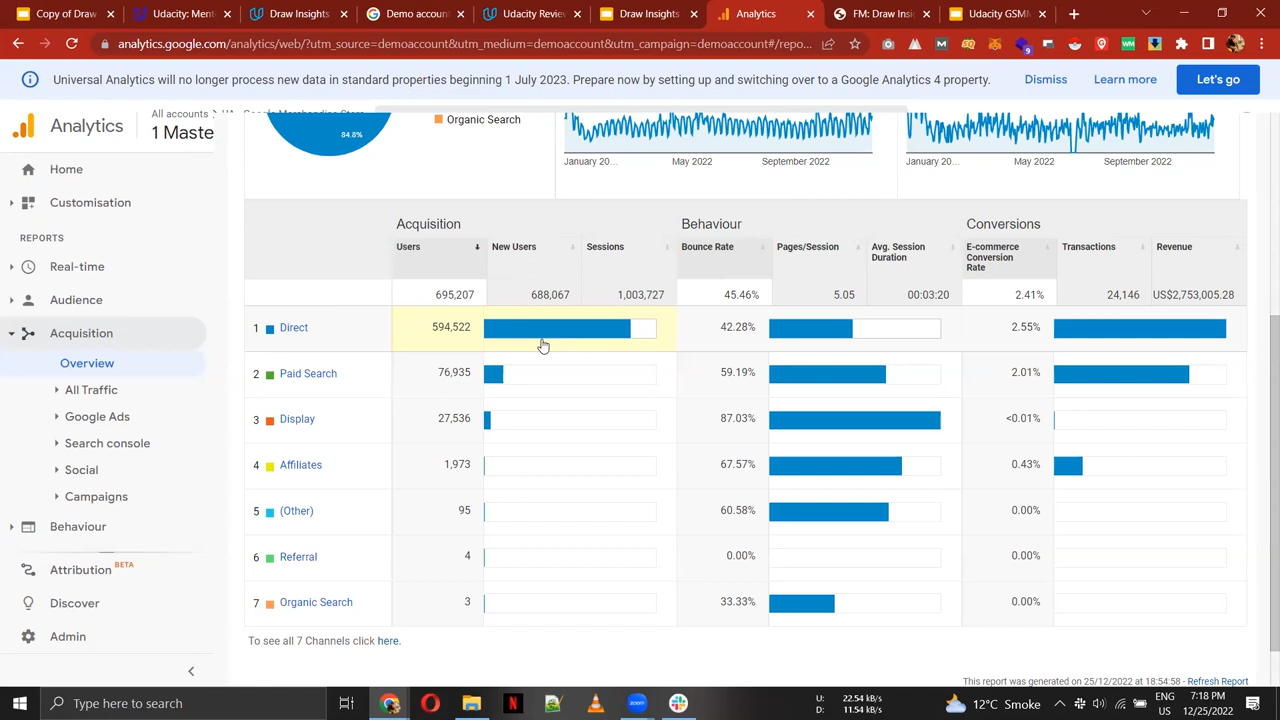 Copy of Draw
Udacity: Ment
Draw Insights
Demo accoun
Udacity Revie
Draw Insights
Analytics
FM: Draw Insi
Udacity GSMM
analytics.google.com/analytics/web/?utm_source=demoaccount&utm_medium=demoaccount&utm_campaign=demoaccount#/repo...
Universal Analytics will no longer process new data in standard properties beginning 1 July 2023. Prepare now by setting up and switching over to a Google Analytics 4 property.
Dismiss
Learn more
Let's go
Analytics
All accounts > UA - Google Merchandise Store
1 Maste
Home
Customisation
REPORTS
Real-time
Audience
Acquisition
Overview
All Traffic
Google Ads
Search console
Social
Campaigns
Behaviour
Attribution BETA
Discover
Admin
84.8%
Organic Search
January 20... May 2022 September 2022
January 20... May 2022 September 2022
Acquisition Behaviour Conversions
Users New Users Sessions Bounce Rate Pages/Session Avg. Session Duration E-commerce Conversion Rate Transactions Revenue
695,207 688,067 1,003,727 45.46% 5.05 00:03:20 2.41% 24,146 US$2,753,005.28
1 Direct 594,522 42.28% 2.55%
2 Paid Search 76,935 59.19% 2.01%
3 Display 27,536 87.03% <0.01%
4 Affiliates 1,973 67.57% 0.43%
5 (Other) 95 60.58% 0.00%
6 Referral 4 0.00% 0.00%
7 Organic Search 3 33.33% 0.00%
To see all 7 Channels click here.
This report was generated on 25/12/2022 at 18:54:58 - Refresh Report
Type here to search
U: 22.54 kB/s
D: 11.54 kB/s
12°C Smoke
ENG
US
7:18 PM
12/25/2022